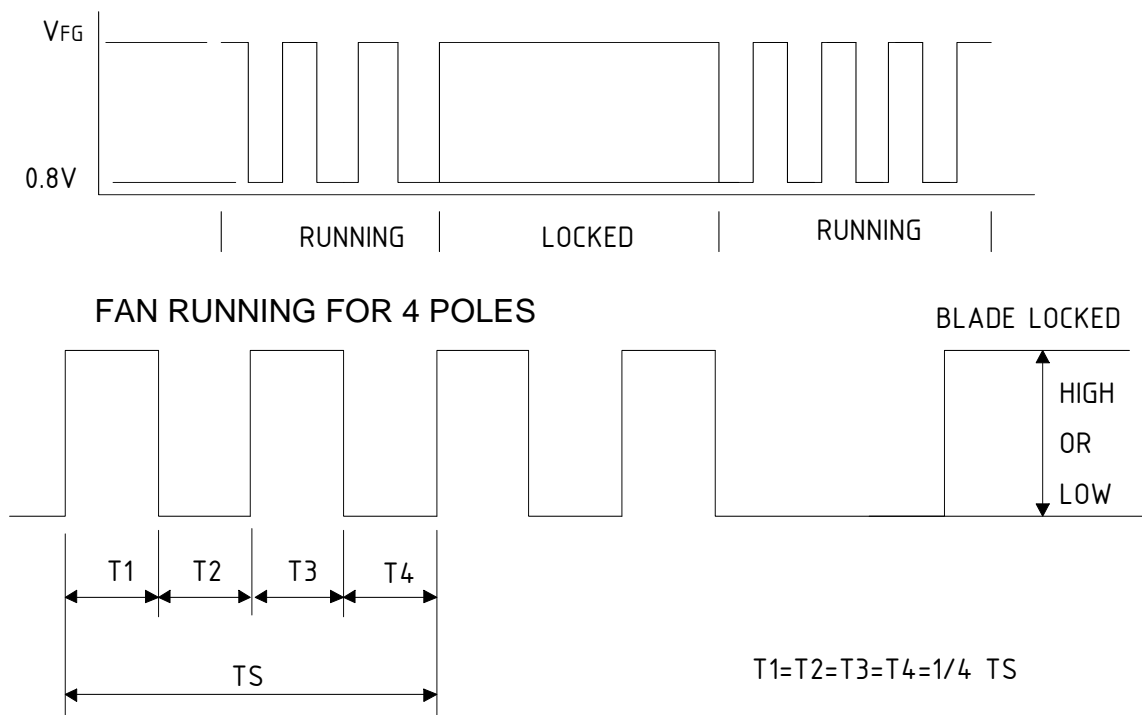 VFG
0.8V
RUNNING
LOCKED
RUNNING
FAN RUNNING FOR 4 POLES
BLADE LOCKED
HIGH
OR
LOW
T1
T2
T3
T4
TS
T1=T2=T3=T4=1/4 TS